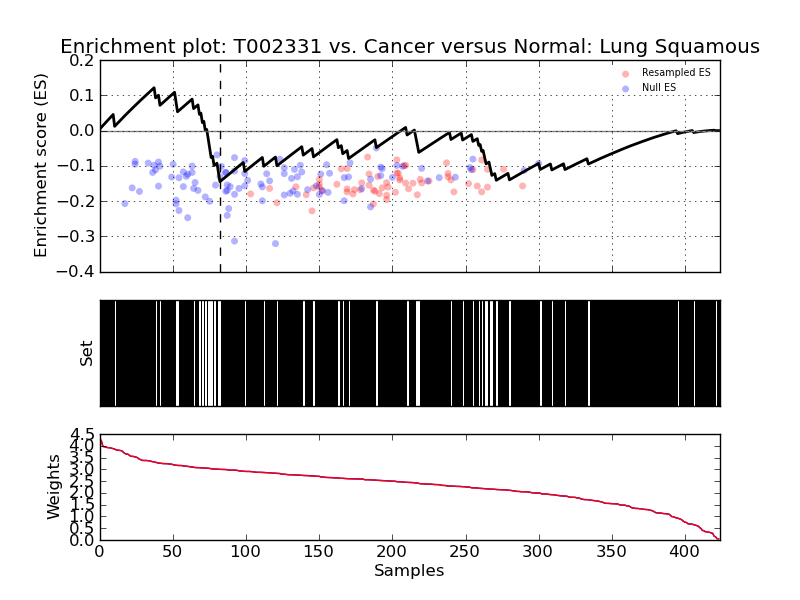 Enrichment plot: T002331 vs. Cancer versus Normal: Lung Squamous
0.2
0.1
0.0
−0.1
−0.2
−0.3
−0.4
Enrichment score (ES)
Resampled ES
Null ES
Set
4.5
4.0
3.5
3.0
2.5
2.0
1.5
1.0
0.5
0.0
Weights
0 50 100 150 200 250 300 350 400
Samples